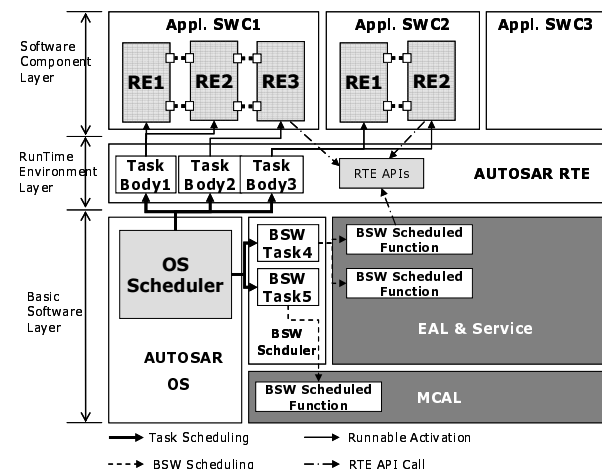 Appl. SWC1
Appl. SWC2
Appl. SWC3
Software
Component
Layer
RE1
RE2
RE3
RE1
RE2
RunTime
Environment
Layer
Task
Body1
Task
Body2
Task
Body3
RTE APIs
AUTOSAR RTE
Basic
Software
Layer
OS
Scheduler
AUTOSAR
OS
BSW
Task4
BSW
Task5
BSW
Schduler
BSW Scheduled
Function
BSW Scheduled
Function
EAL & Service
BSW Scheduled
Function
MCAL
Task Scheduling
Runnable Activation
BSW Scheduling
RTE API Call